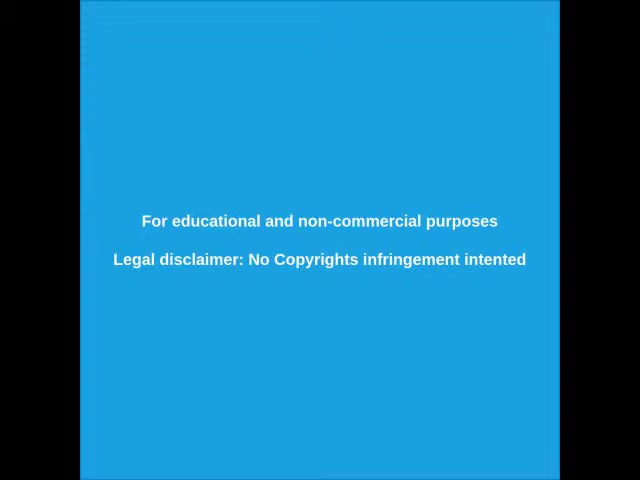 For educational and non-commercial purposes
Legal disclaimer: No Copyrights infringement intented